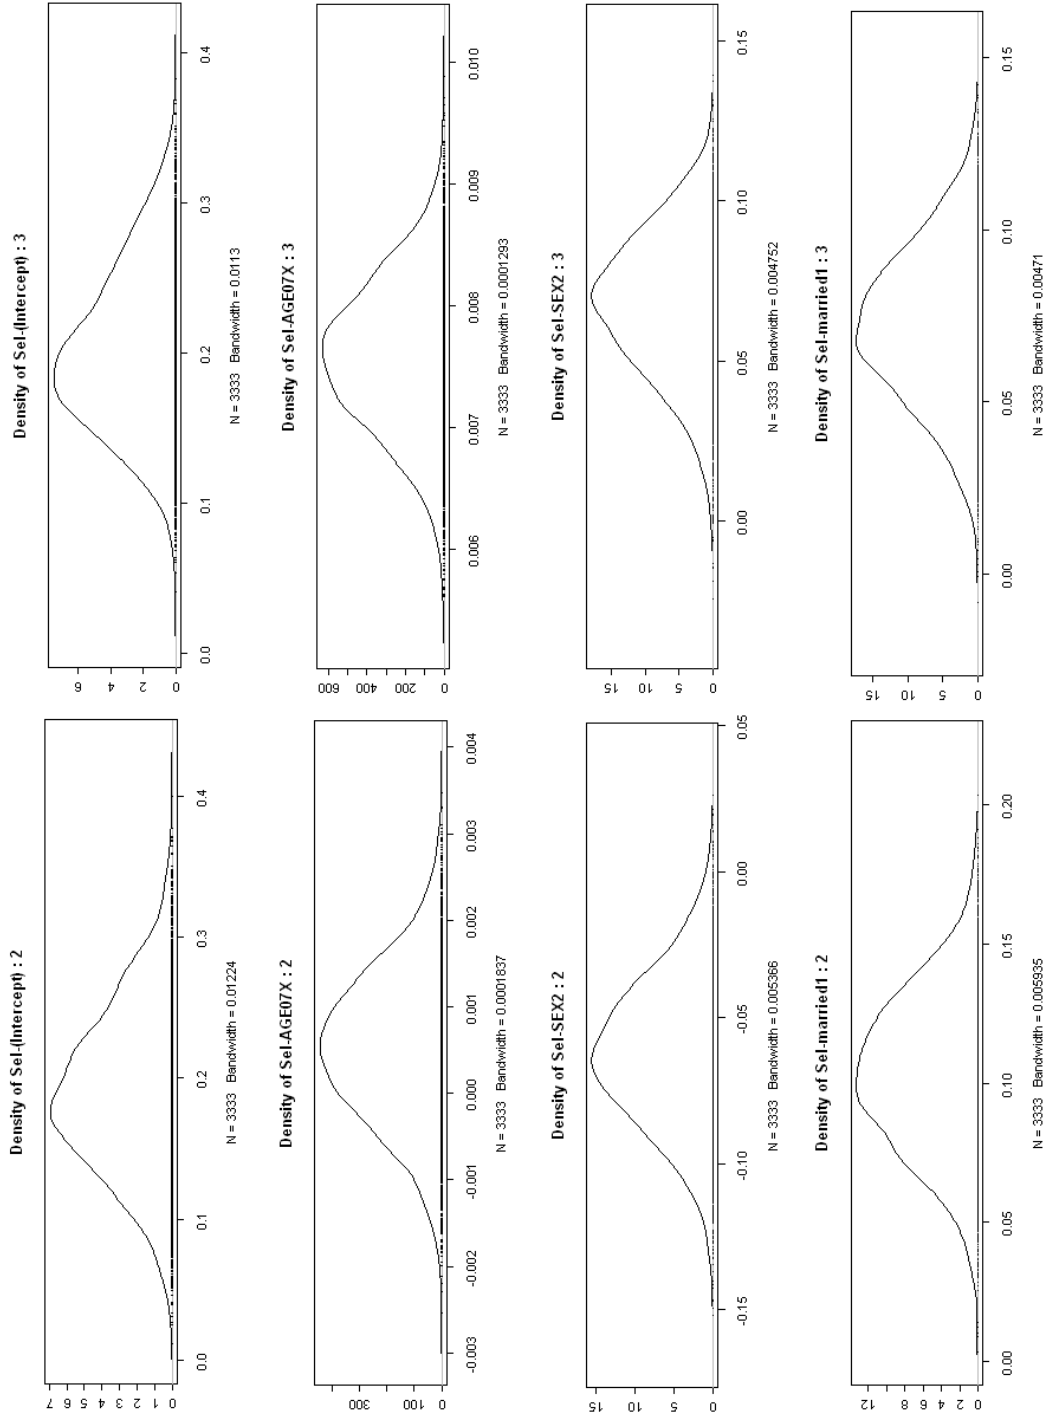 Density of Sel-(Intercept) : 2
0 1 2 3 4 5 6 7
0.0 0.1 0.2 0.3 0.4
N = 3333 Bandwidth = 0.01224
Density of Sel-(Intercept) : 3
0 2 4 6
0.0 0.1 0.2 0.3 0.4
N = 3333 Bandwidth = 0.0113
Density of Sel-AGE07X : 2
0 100 300
-0.003 -0.002 -0.001 0.000 0.001 0.002 0.003 0.004
N = 3333 Bandwidth = 0.0001837
Density of Sel-AGE07X : 3
0 200 400 600
0.006 0.007 0.008 0.009 0.010
N = 3333 Bandwidth = 0.0001293
Density of Sel-SEX2 : 2
0 5 10 15
-0.15 -0.10 -0.05 0.00 0.05
N = 3333 Bandwidth = 0.005366
Density of Sel-SEX2 : 3
0 5 10 15
0.00 0.05 0.10 0.15
N = 3333 Bandwidth = 0.004752
Density of Sel-married1 : 2
0 2 4 6 8 12
0.00 0.05 0.10 0.15 0.20
N = 3333 Bandwidth = 0.005935
Density of Sel-married1 : 3
0 5 10 15
0.00 0.05 0.10 0.15
N = 3333 Bandwidth = 0.00471